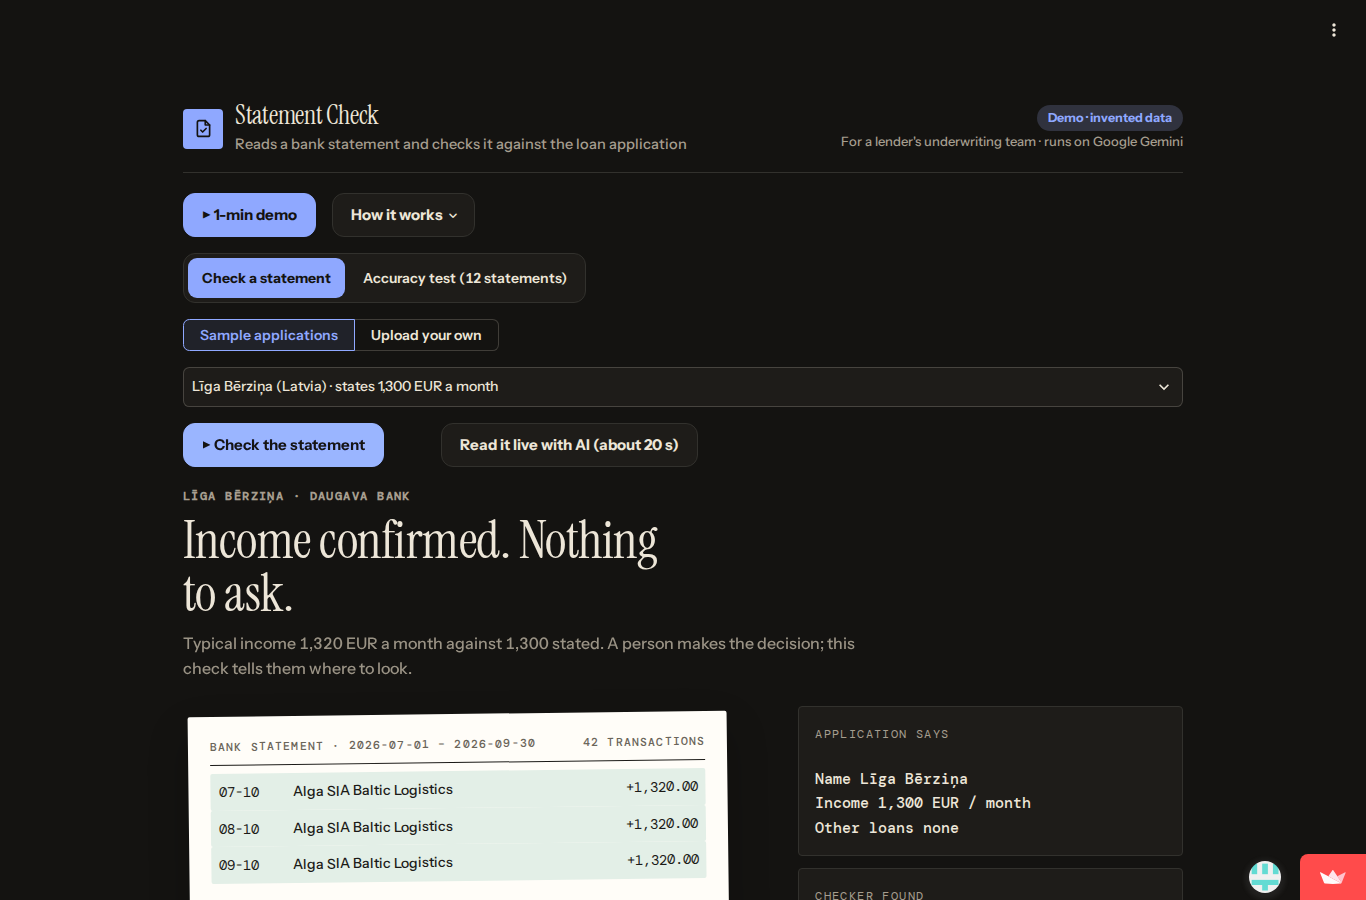 Statement Check
Reads a bank statement and checks it against the loan application
Demo · invented data
For a lender's underwriting team · runs on Google Gemini
▸ 1-min demo
How it works
Check a statement
Accuracy test (12 statements)
Sample applications
Upload your own
Līga Bērziņa (Latvia) · states 1,300 EUR a month
▸ Check the statement
Read it live with AI (about 20 s)
LĪGA BĒRZIŅA · DAUGAVA BANK
Income confirmed. Nothing
to ask.
Typical income 1,320 EUR a month against 1,300 stated. A person makes the decision; this
check tells them where to look.
BANK STATEMENT · 2026-07-01 – 2026-09-30 42 TRANSACTIONS
07-10 Alga SIA Baltic Logistics +1,320.00
08-10 Alga SIA Baltic Logistics +1,320.00
09-10 Alga SIA Baltic Logistics +1,320.00
APPLICATION SAYS
Name Līga Bērziņa
Income 1,300 EUR / month
Other loans none
CHECKER FOUND